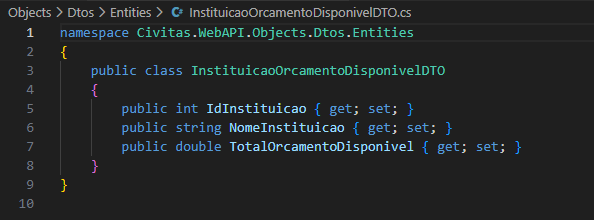 Objects > Dtos > Entities > InstituicaoOrcamentoDisponivelDTO.cs
1 namespace Civitas.WebAPI.Objects.Dtos.Entities
2 {
3     public class InstituicaoOrcamentoDisponivelDTO
4     {
5         public int IdInstituicao { get; set; }
6         public string NomeInstituicao { get; set; }
7         public double TotalOrcamentoDisponivel { get; set; }
8     }
9 }
10